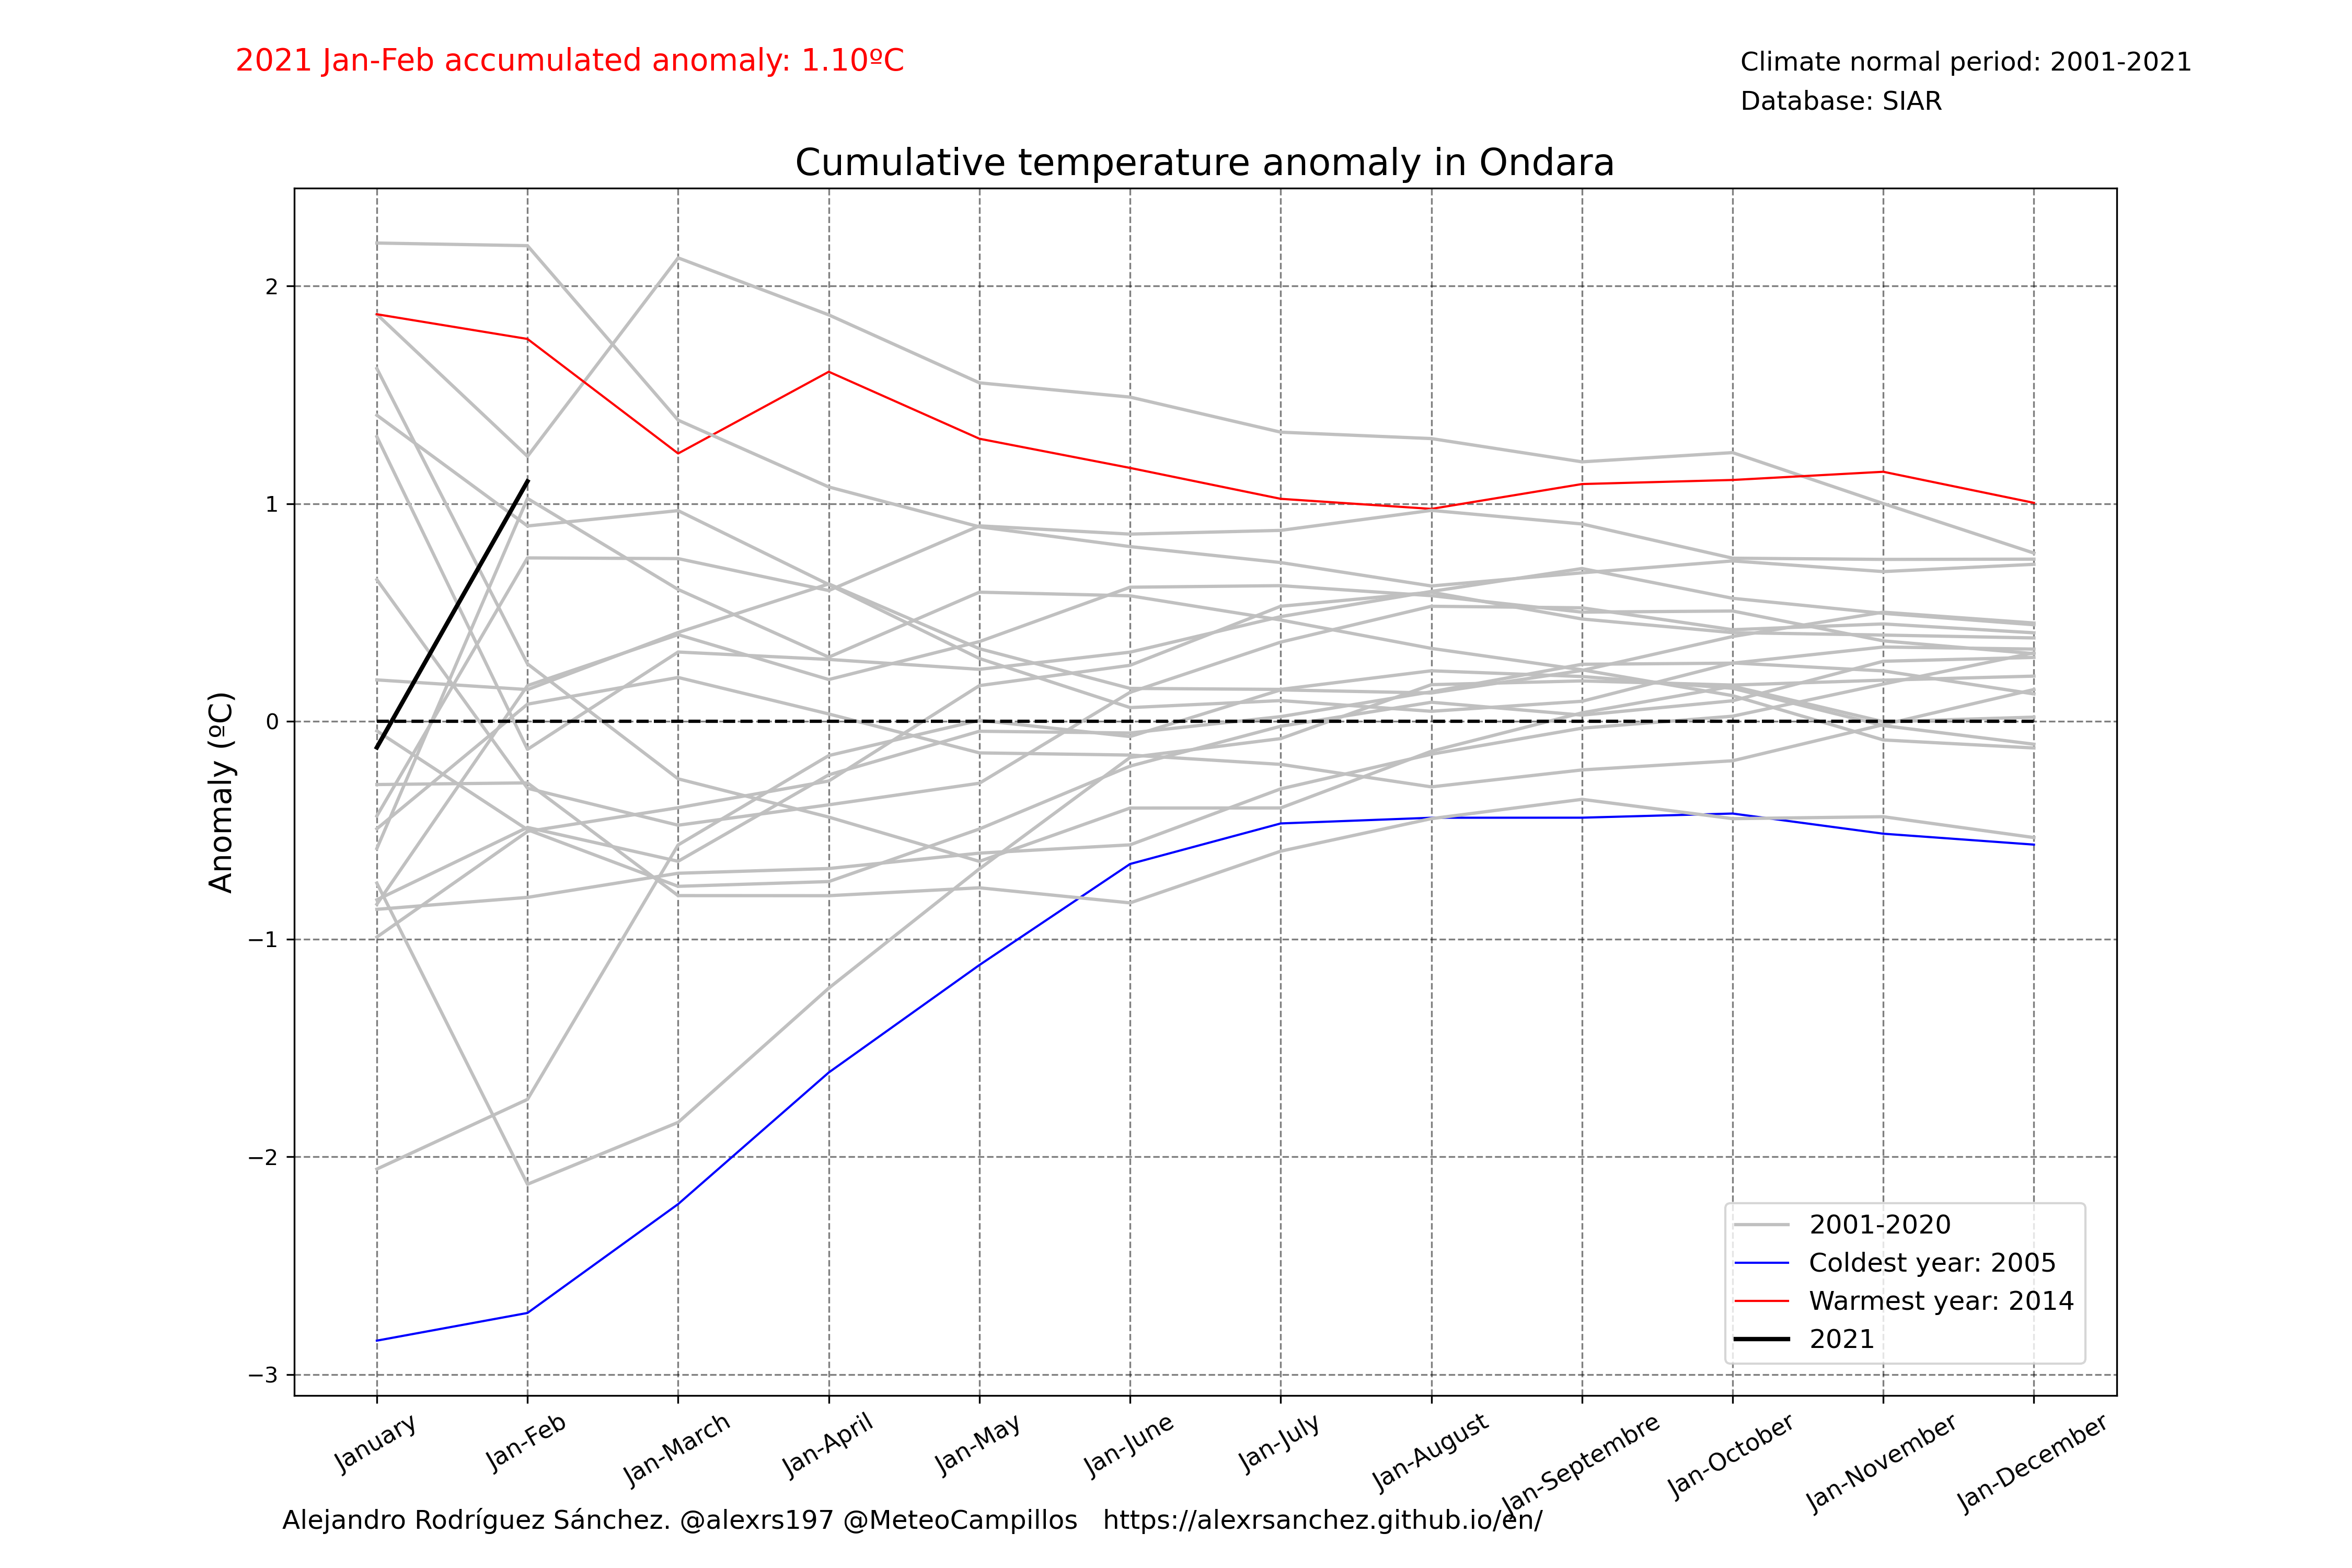 2021 Jan-Feb accumulated anomaly: 1.10ºC
Climate normal period: 2001-2021
Database: SIAR
Cumulative temperature anomaly in Ondara
Anomaly (ºC)
2
1
0
−1
−2
−3
2001-2020
Coldest year: 2005
Warmest year: 2014
2021
January
Jan-Feb
Jan-March
Jan-April
Jan-May
Jan-June
Jan-July
Jan-August
Jan-Septembre
Jan-October
Jan-November
Jan-December
Alejandro Rodríguez Sánchez. @alexrs197 @MeteoCampillos   https://alexrsanchez.github.io/en/